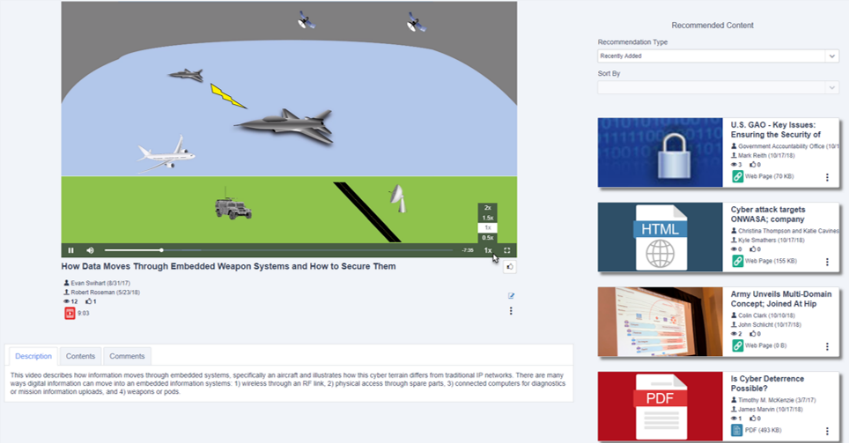 2x
1.5x
1x
0.5x
-7:35
1x
How Data Moves Through Embedded Weapon Systems and How to Secure Them
Evan Swihart (8/31/17)
Robert Roseman (5/23/18)
12 1
9:03
Description Contents Comments
This video describes how information moves through embedded systems, specifically an aircraft and illustrates how this cyber terrain differs from traditional IP networks. There are many
ways digital information can move into an embedded information systems: 1) wireless through an RF link, 2) physical access through spare parts, 3) connected computers for diagnostics
or mission information uploads, and 4) weapons or pods.
Recommended Content
Recommendation Type
Recently Added
Sort By
U.S. GAO - Key Issues:
Ensuring the Security of
Government Accountability Office (10/1
Mark Reith (10/17/18)
3 0
Web Page (70 KB)
HTML
Cyber attack targets
ONWASA; company
Christina Thompson and Katie Cavines
Kyle Smathers (10/17/18)
0 0
Web Page (155 KB)
Army Unveils Multi-Domain
Concept; Joined At Hip
Colin Clark (10/10/18)
John Schlicht (10/17/18)
2 0
Web Page (0 B)
PDF
Is Cyber Deterrence
Possible?
Timothy M. McKenzie (3/7/17)
James Marvin (10/17/18)
1 0
PDF (493 KB)